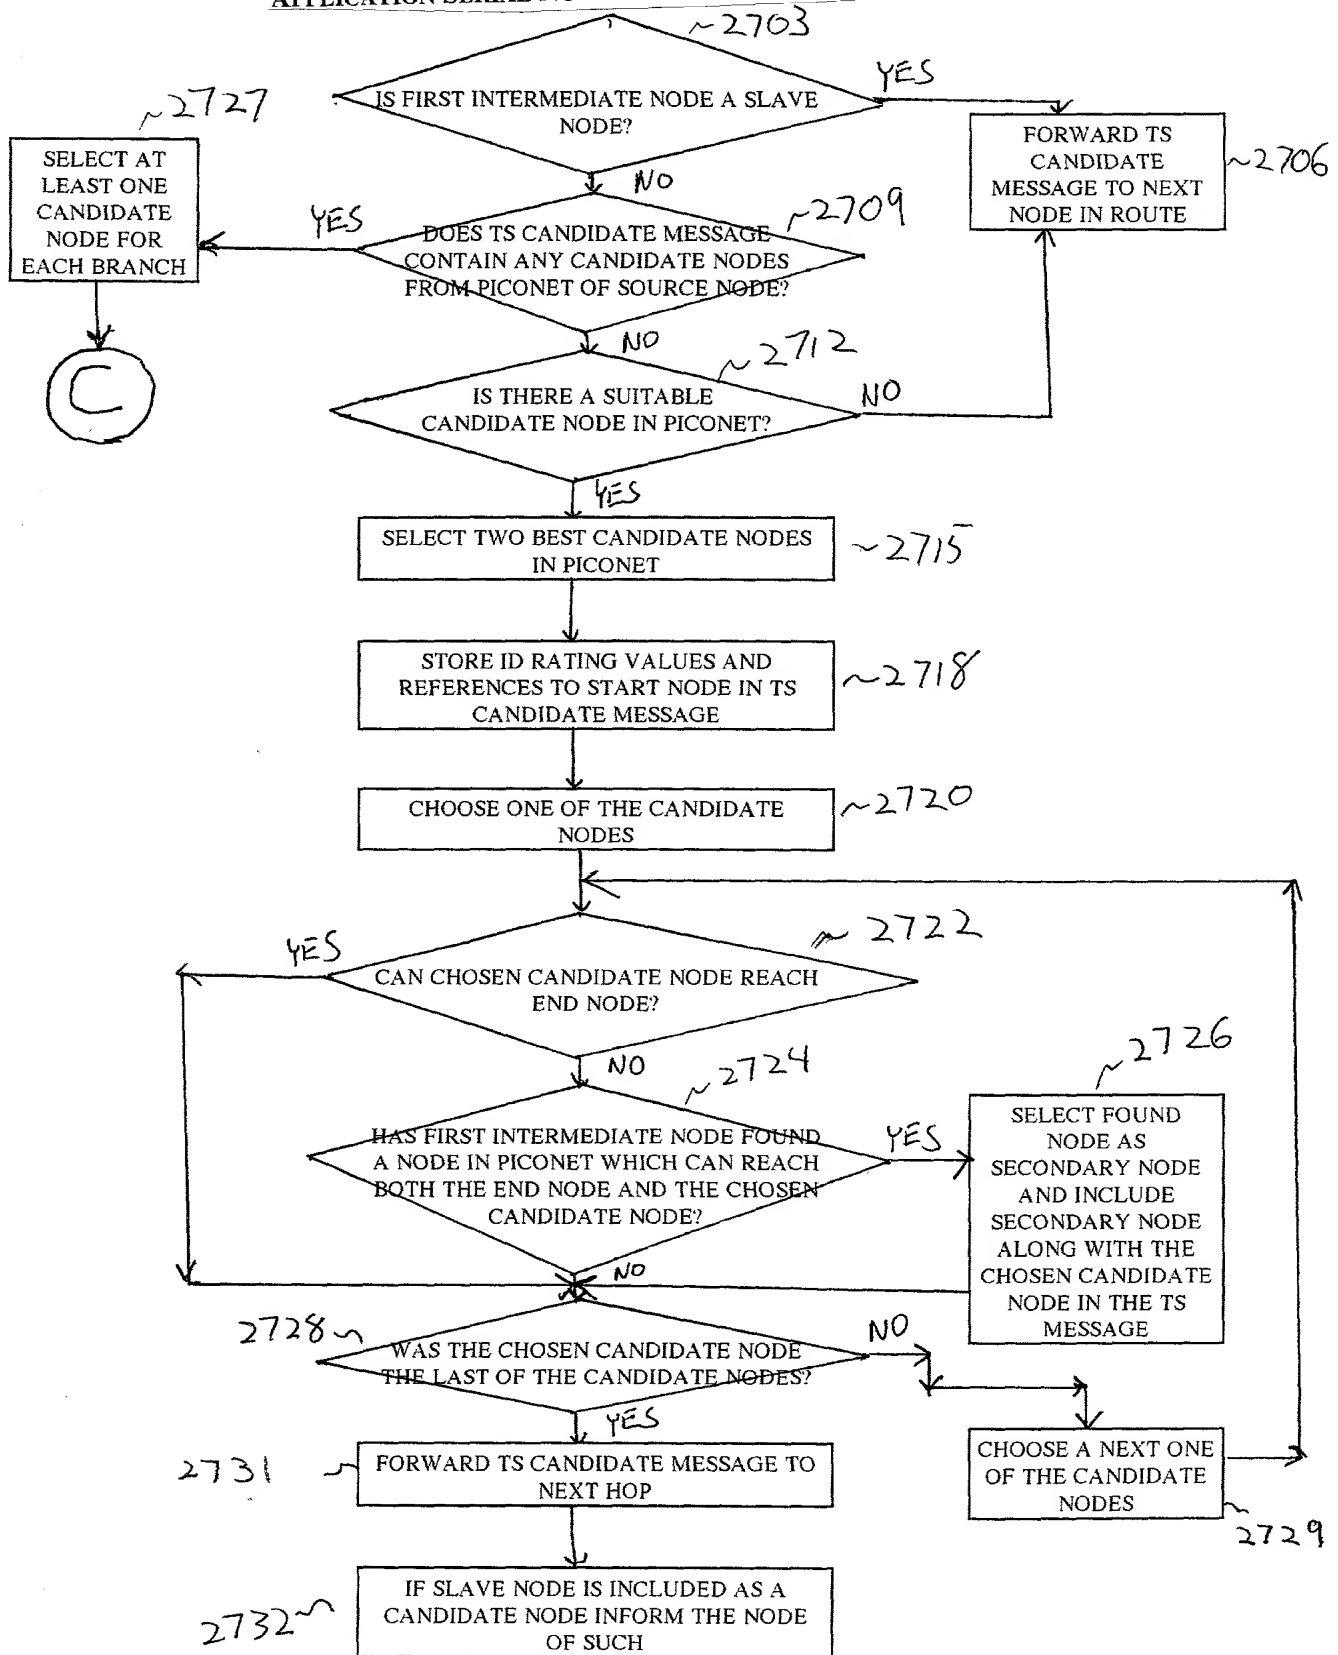 APPLICATION SERIAL NO
~2703
YES
IS FIRST INTERMEDIATE NODE A SLAVE
NODE?
~2727
SELECT AT
LEAST ONE
CANDIDATE
NODE FOR
EACH BRANCH
FORWARD TS
CANDIDATE
MESSAGE TO NEXT
NODE IN ROUTE
~2706
NO
YES
~2709
DOES TS CANDIDATE MESSAGE
CONTAIN ANY CANDIDATE NODES
FROM PICONET OF SOURCE NODE?
C
NO
~2712
IS THERE A SUITABLE
CANDIDATE NODE IN PICONET?
NO
YES
SELECT TWO BEST CANDIDATE NODES
IN PICONET
~2715
STORE ID RATING VALUES AND
REFERENCES TO START NODE IN TS
CANDIDATE MESSAGE
~2718
CHOOSE ONE OF THE CANDIDATE
NODES
~2720
~2722
YES
CAN CHOSEN CANDIDATE NODE REACH
END NODE?
NO
~2724
~2726
HAS FIRST INTERMEDIATE NODE FOUND
A NODE IN PICONET WHICH CAN REACH
BOTH THE END NODE AND THE CHOSEN
CANDIDATE NODE?
YES
SELECT FOUND
NODE AS
SECONDARY NODE
AND INCLUDE
SECONDARY NODE
ALONG WITH THE
CHOSEN CANDIDATE
NODE IN THE TS
MESSAGE
NO
2728~
WAS THE CHOSEN CANDIDATE NODE
THE LAST OF THE CANDIDATE NODES?
NO
YES
2731 ~
FORWARD TS CANDIDATE MESSAGE TO
NEXT HOP
CHOOSE A NEXT ONE
OF THE CANDIDATE
NODES
~2729
2732~
IF SLAVE NODE IS INCLUDED AS A
CANDIDATE NODE INFORM THE NODE
OF SUCH